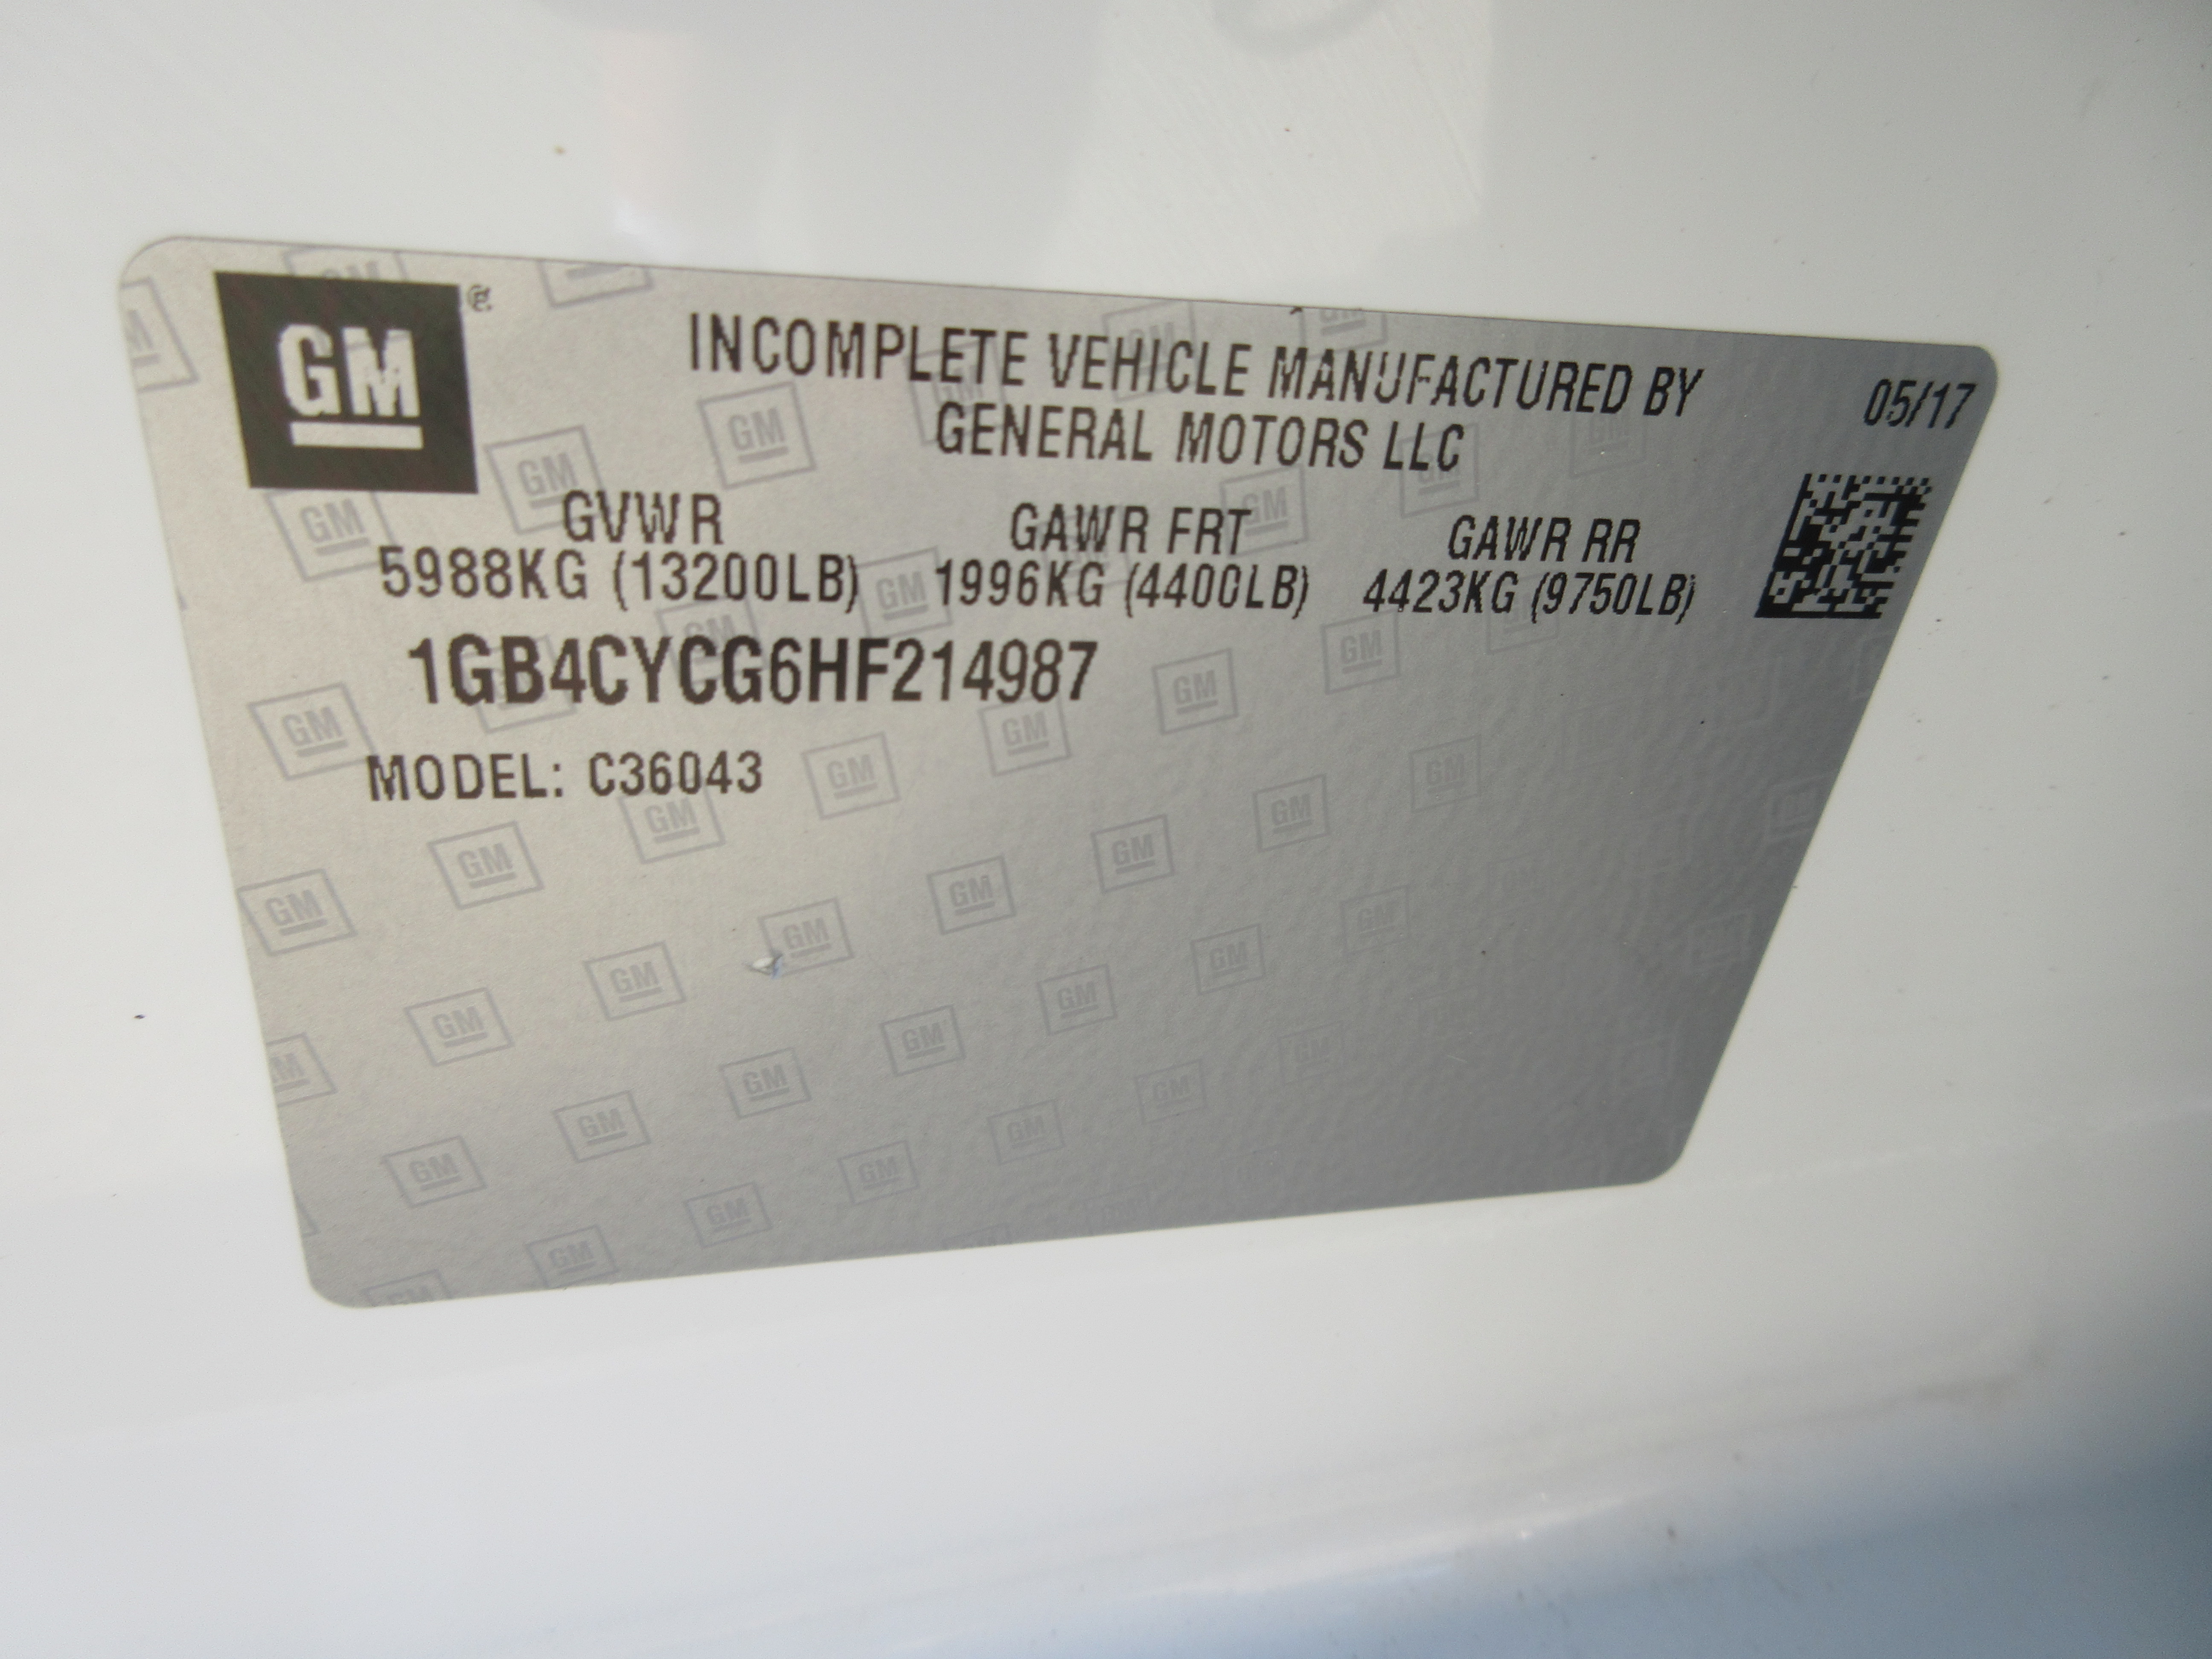 GM ®
INCOMPLETE VEHICLE MANUFACTURED BY
05/17
GENERAL MOTORS LLC
GVWR GAWR FRT GAWR RR
5988KG (13200LB) 1996KG (4400LB) 4423KG (9750LB)
1GB4CYCG6HF214987
MODEL: C36043